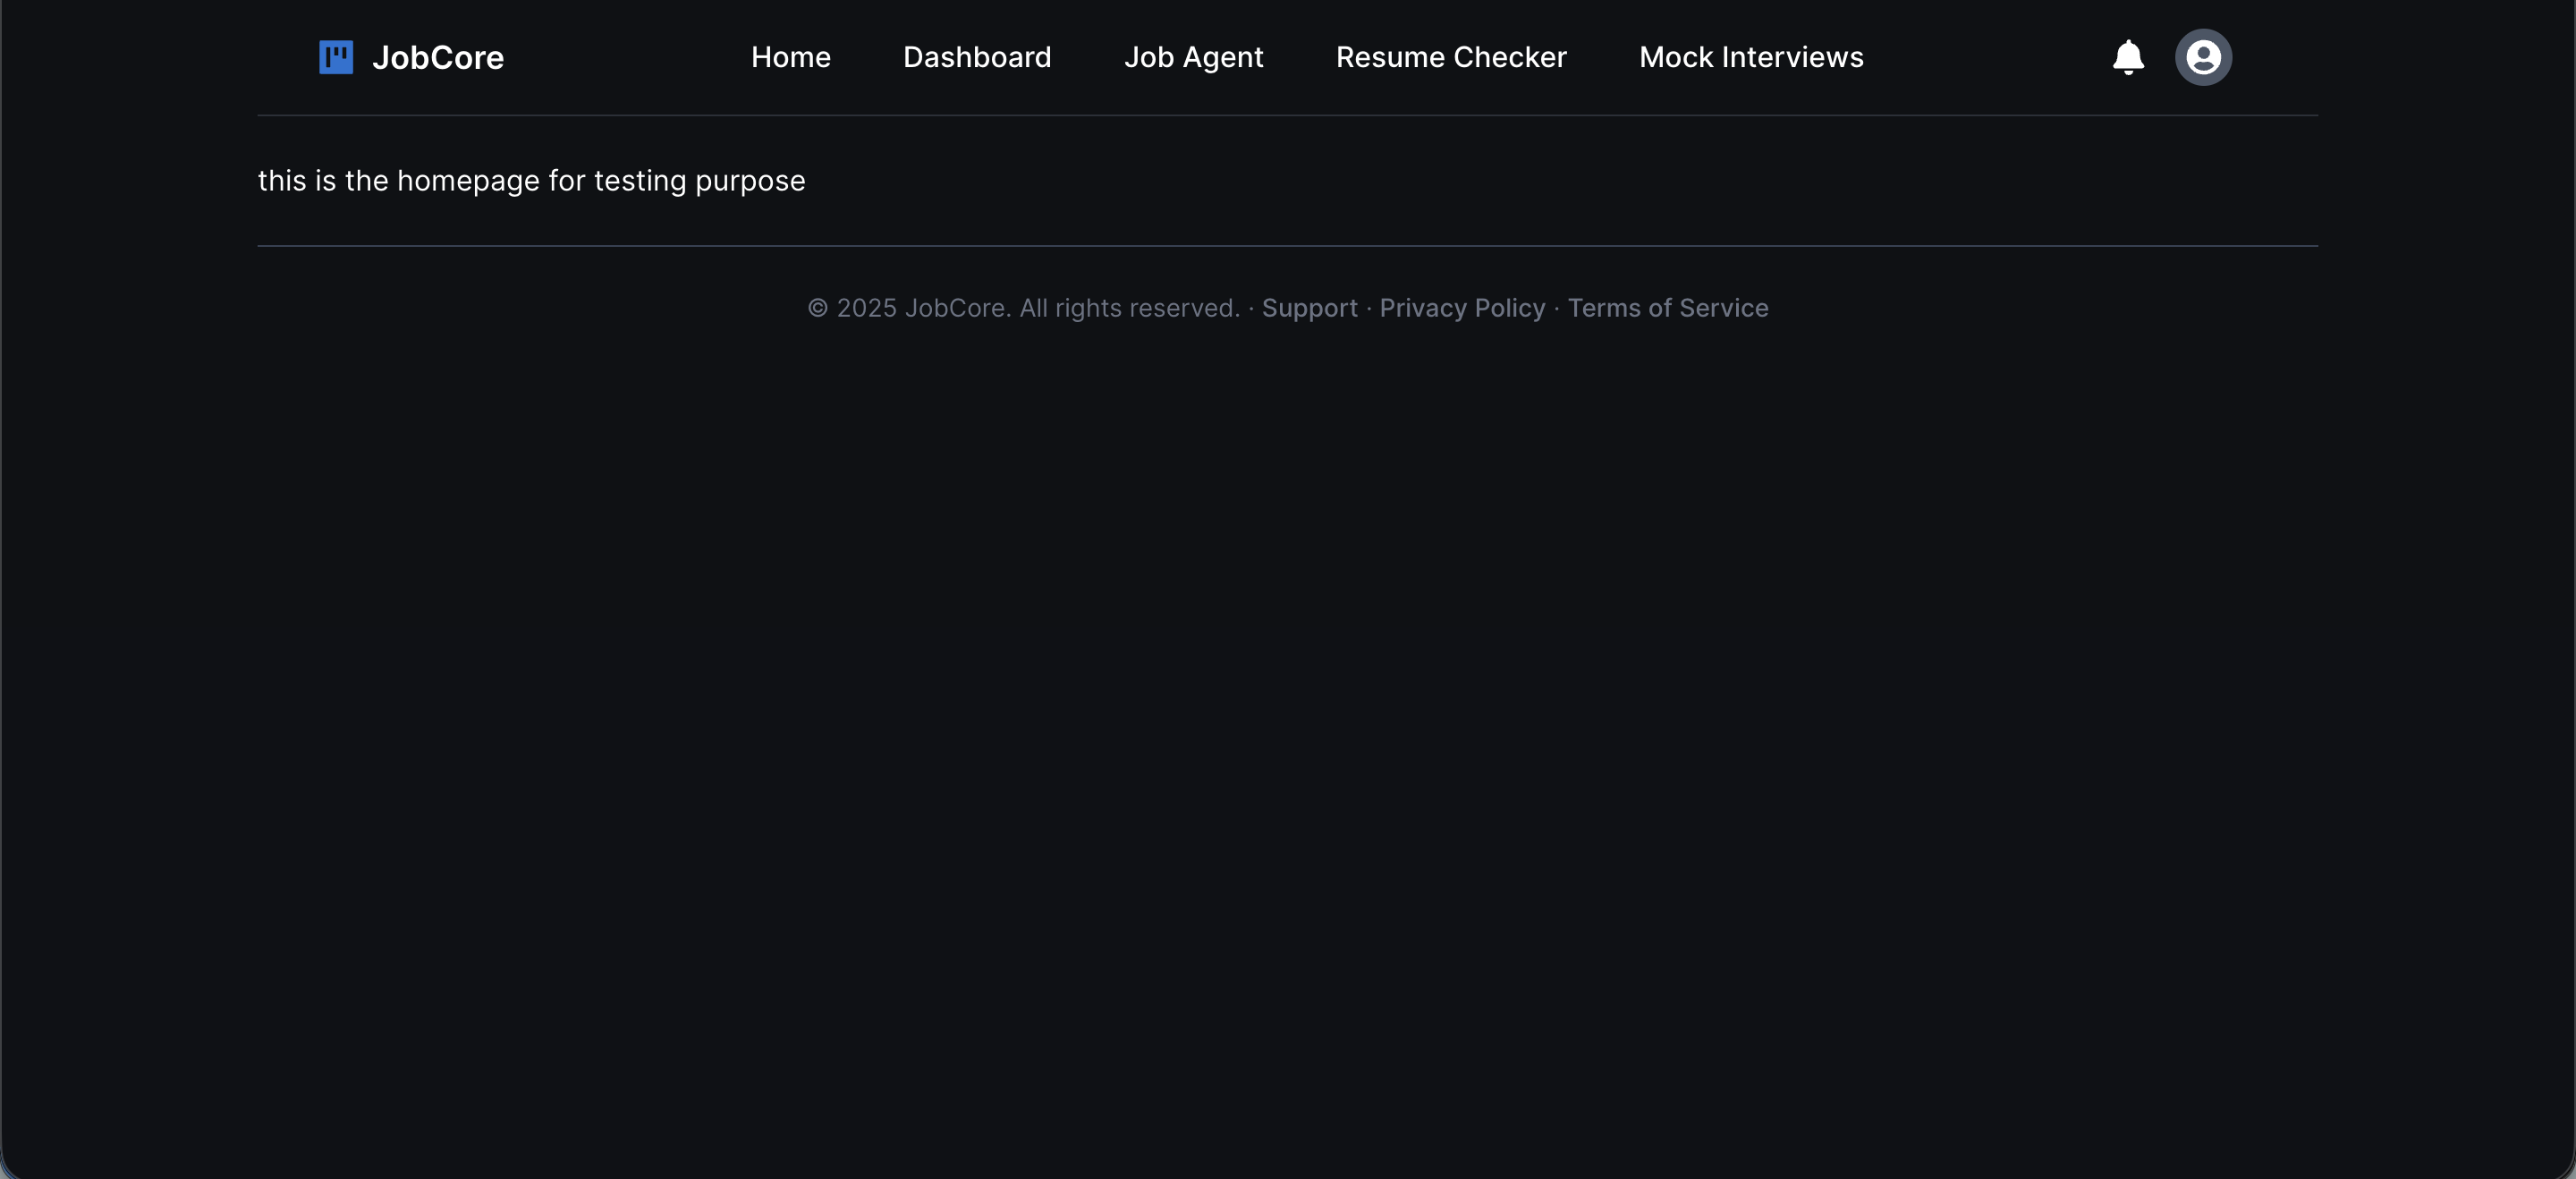 JobCore
Home Dashboard Job Agent Resume Checker Mock Interviews
this is the homepage for testing purpose
© 2025 JobCore. All rights reserved. · Support · Privacy Policy · Terms of Service